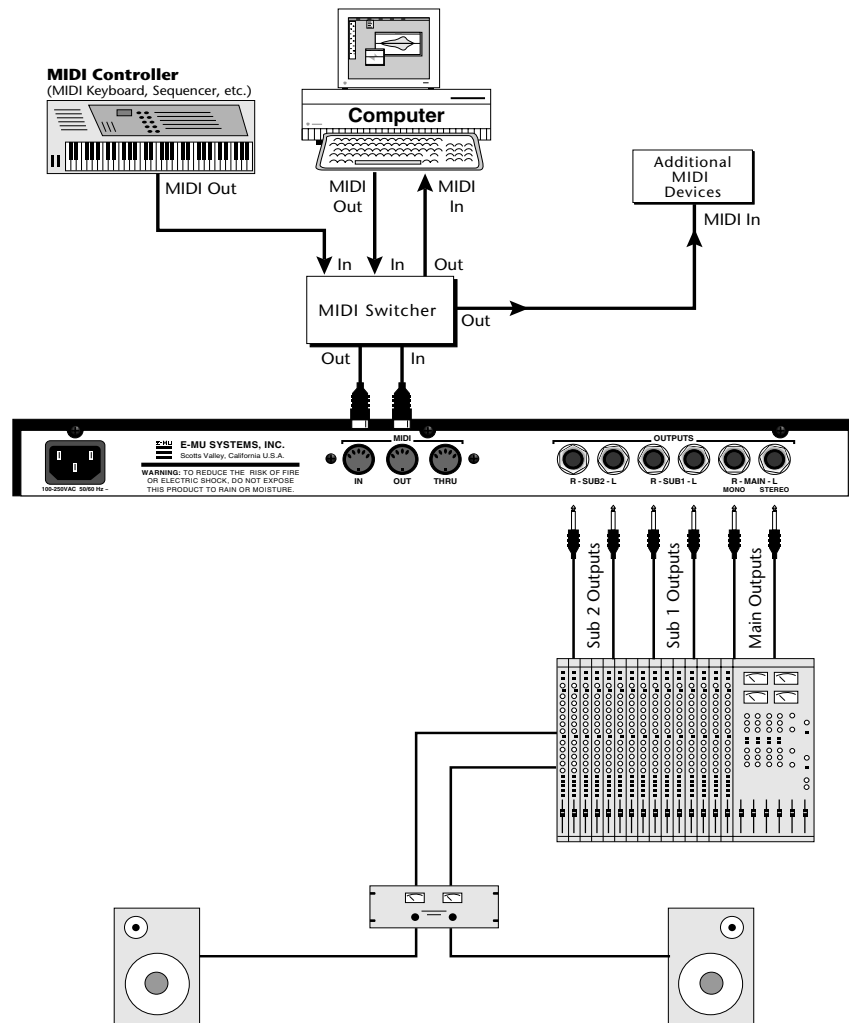 MIDI Controller
(MIDI Keyboard, Sequencer, etc.)
Computer
MIDI Out
MIDI
Out
MIDI
In
Additional
MIDI
Devices
MIDI In
In
In
Out
MIDI Switcher
Out
Out
In
E-MU
E-MU SYSTEMS, INC.
Scotts Valley, California U.S.A.
WARNING: TO REDUCE THE RISK OF FIRE
OR ELECTRIC SHOCK, DO NOT EXPOSE
THIS PRODUCT TO RAIN OR MOISTURE.
100-250VAC 50/60 Hz ~
MIDI
IN
OUT
THRU
OUTPUTS
R - SUB2 - L
R - SUB1 - L
R - MAIN - L
MONO
STEREO
Sub 2 Outputs
Sub 1 Outputs
Main Outputs